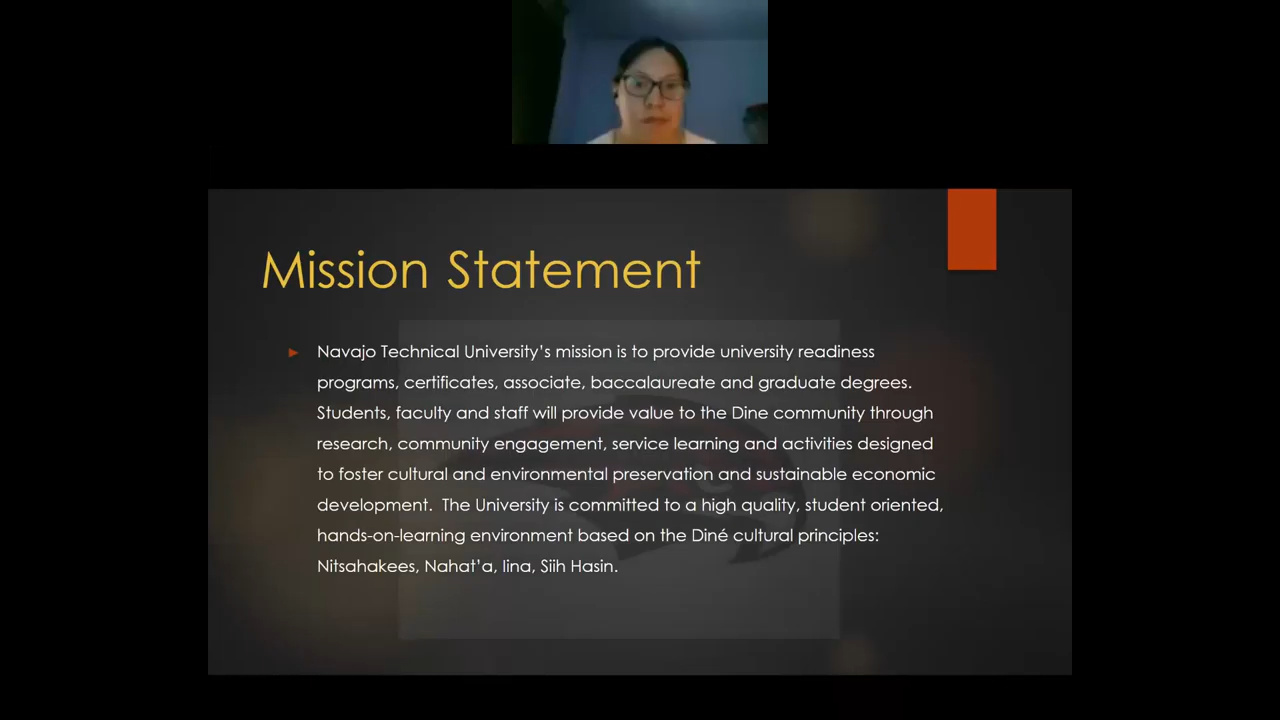 Mission Statement
Navajo Technical University's mission is to provide university readiness
programs, certificates, associate, baccalaureate and graduate degrees.
Students, faculty and staff will provide value to the Dine community through
research, community engagement, service learning and activities designed
to foster cultural and environmental preservation and sustainable economic
development.  The University is committed to a high quality, student oriented,
hands-on-learning environment based on the Diné cultural principles:
Nitsahakees, Nahat'a, Iina, Siih Hasin.